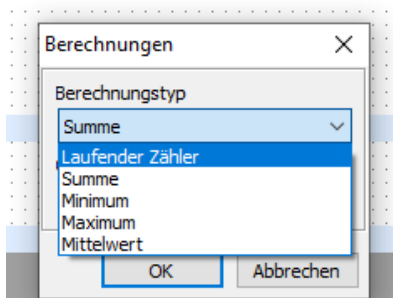 Berechnungen
Berechnungstyp
Summe
Laufender Zähler
Summe
Minimum
Maximum
Mittelwert
OK Abbrechen